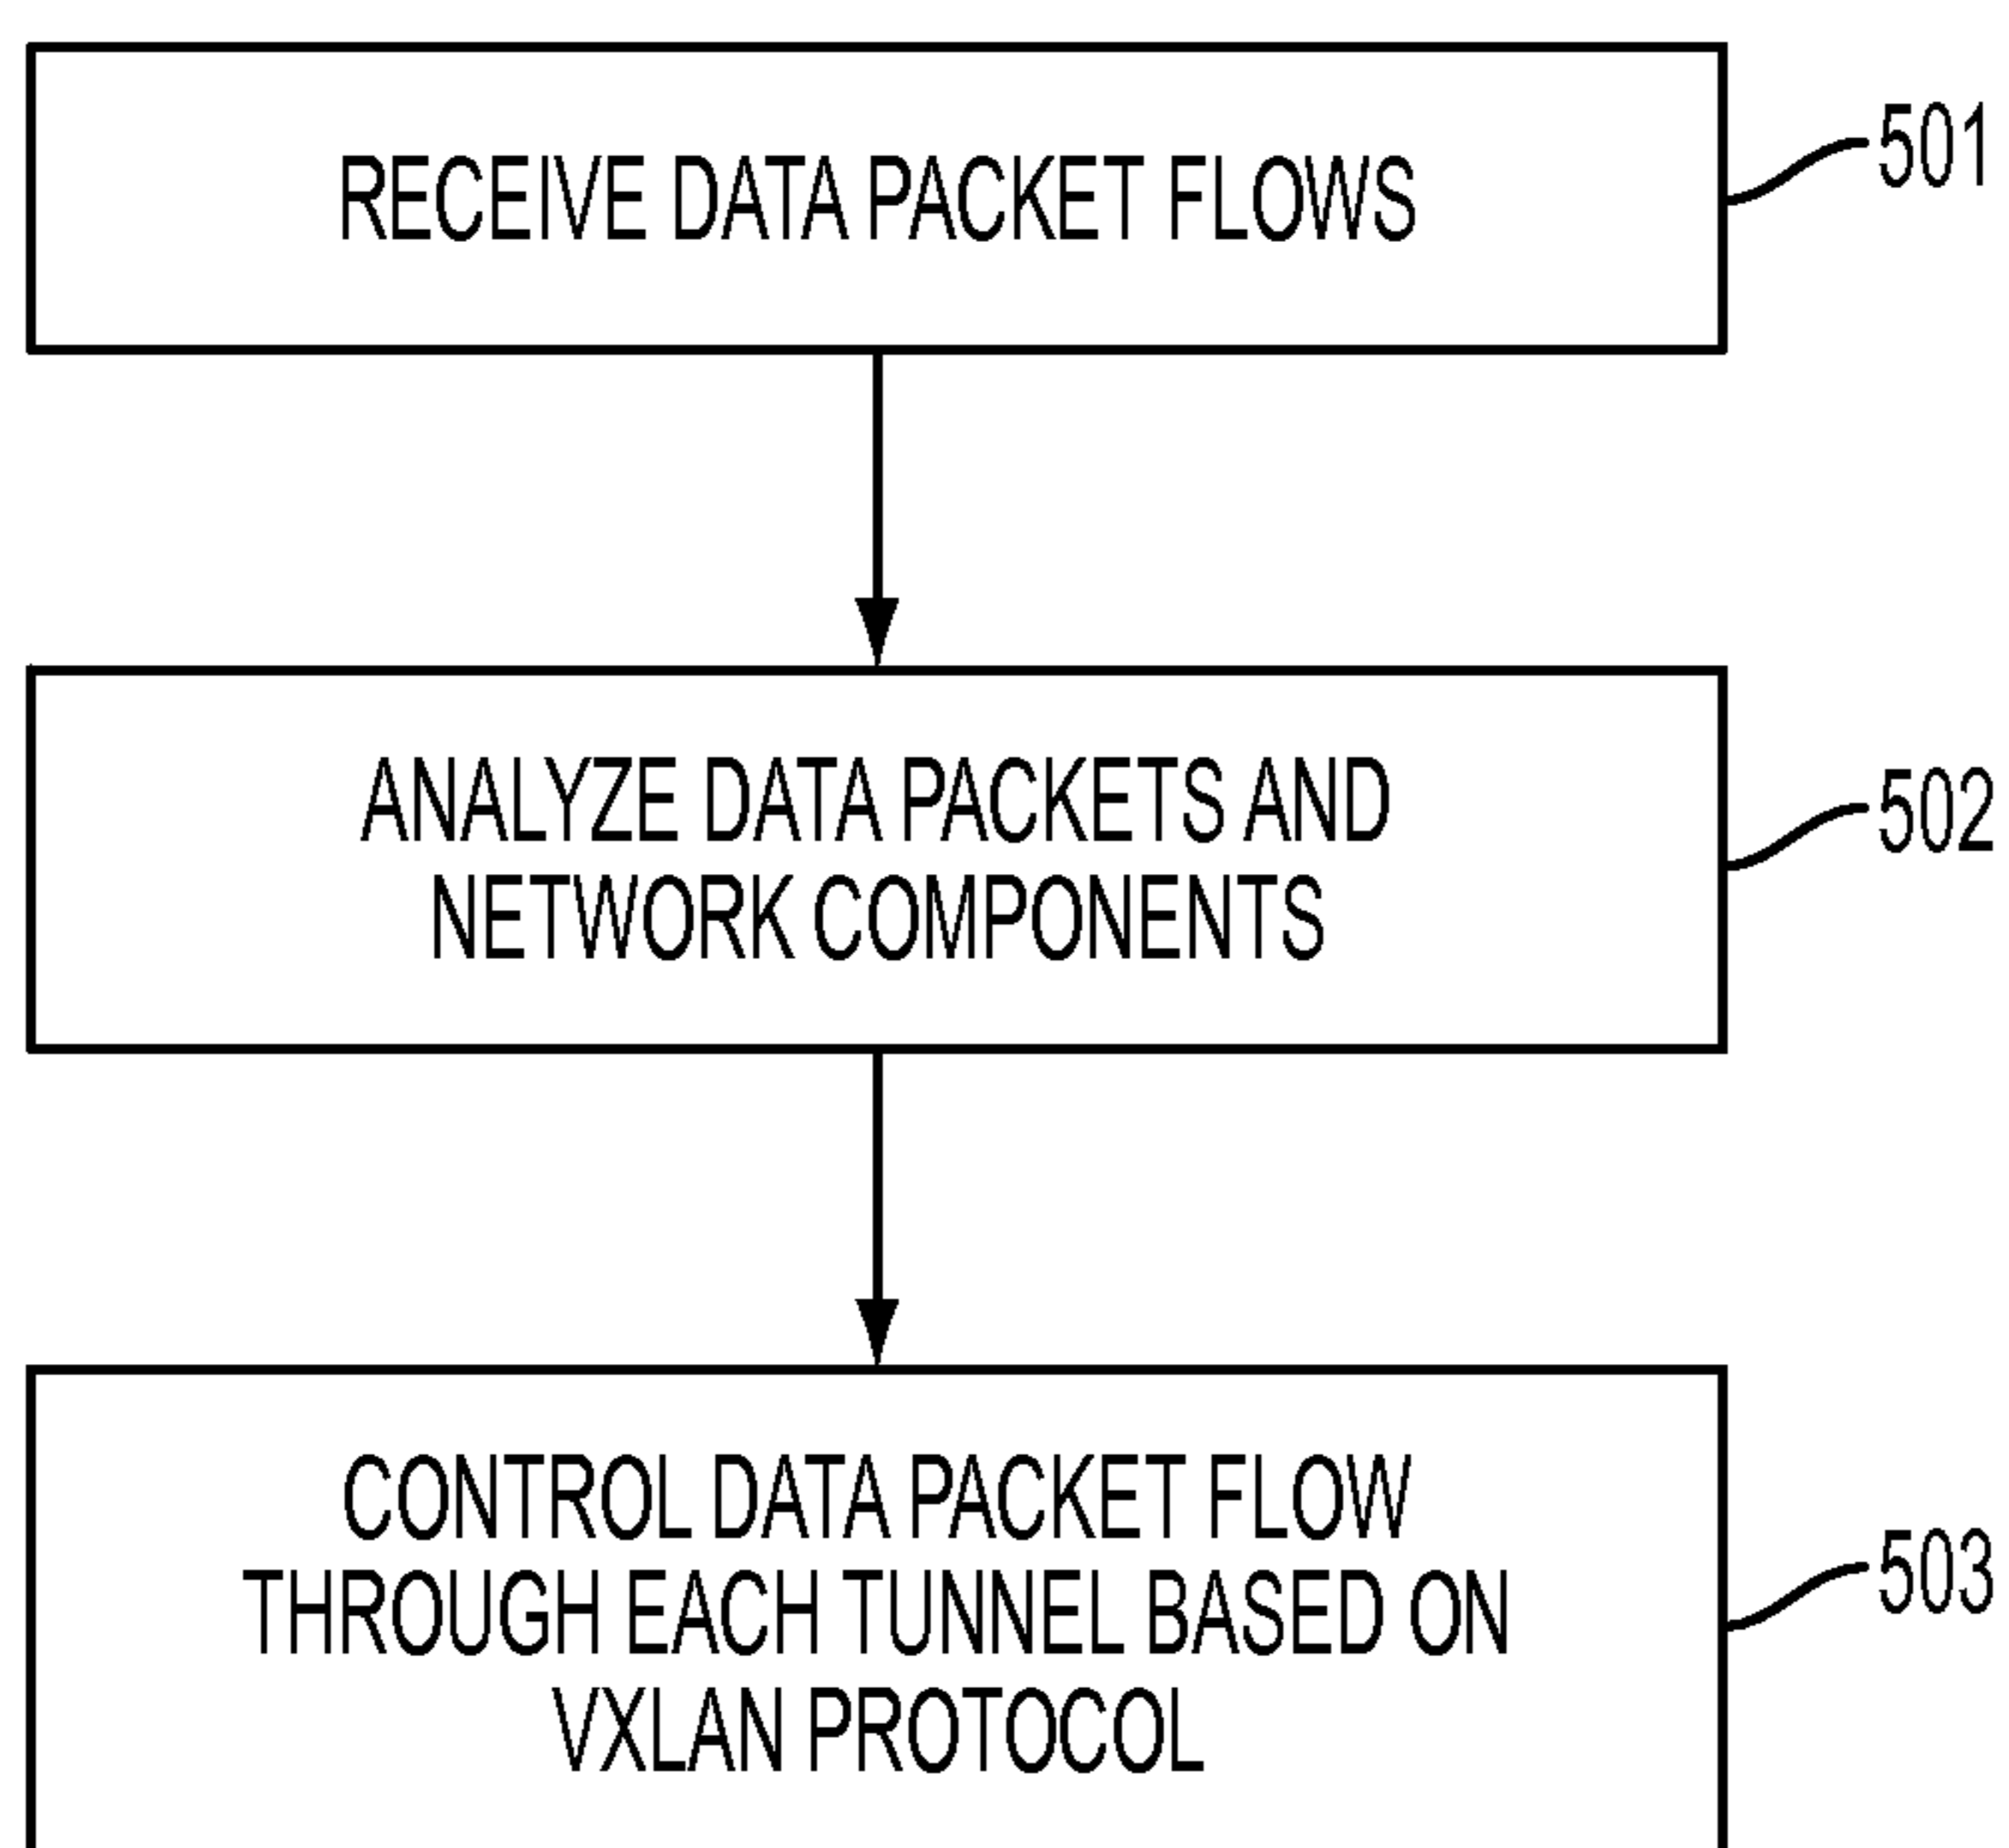 RECEIVE DATA PACKET FLOWS
501
ANALYZE DATA PACKETS AND
NETWORK COMPONENTS
502
CONTROL DATA PACKET FLOW
THROUGH EACH TUNNEL BASED ON
VXLAN PROTOCOL
503